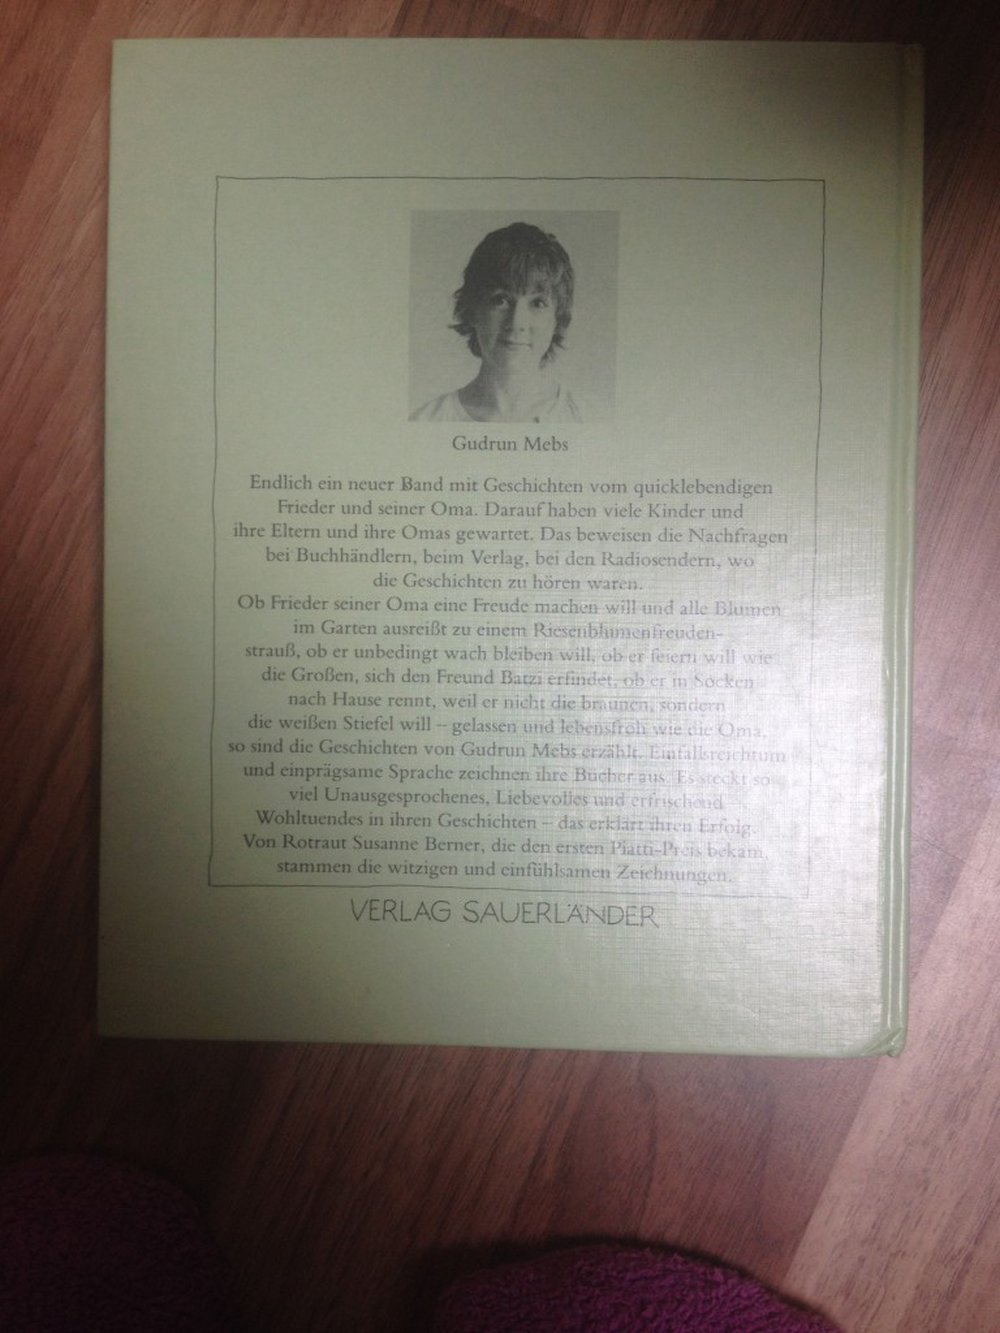 Gudrun Mebs
Endlich ein neuer Band mit Geschichten vom quicklebendigen
Frieder und seiner Oma. Darauf haben viele Kinder und
ihre Eltern und ihre Omas gewartet. Das beweisen die Nachfragen
bei Buchhändlern, beim Verlag, bei den Radiosendern, wo
die Geschichten zu hören waren.
Ob Frieder seiner Oma eine Freude machen will und alle Blumen
im Garten ausreißt zu einem Riesenblumenfreuden-
strauß, ob er unbedingt wach bleiben will, ob er feiern will wie
die Großen, sich den Freund Batzi erfindet, ob er in Socken
nach Hause rennt, weil er nicht die braunen, sondern
die weißen Stiefel will – gelassen und lebensfroh wie die Oma,
so sind die Geschichten von Gudrun Mebs erzählt. Einfallsreichtum
und einprägsame Sprache zeichnen ihre Bücher aus. Es steckt so
viel Unausgesprochenes, Liebevolles und erfrischend
Wohltuendes in ihren Geschichten – das erklärt ihren Erfolg.
Von Rotraut Susanne Berner, die den ersten Piatti-Preis bekam,
stammen die witzigen und einfühlsamen Zeichnungen.
VERLAG SAUERLÄNDER